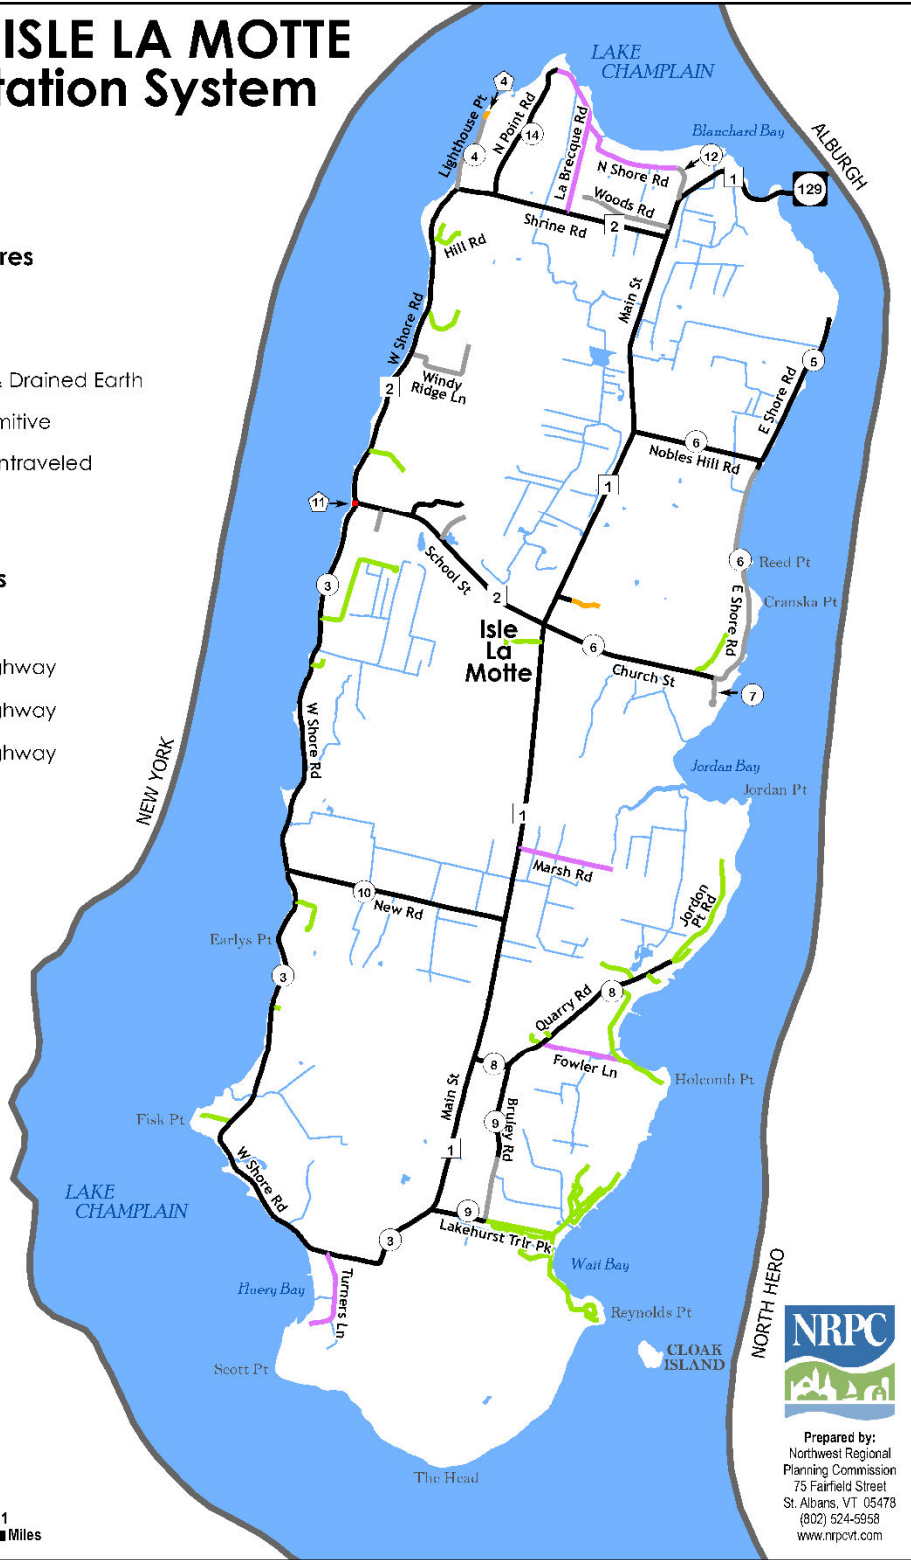 ISLE LA MOTTE
tation System
res
& Drained Earth
mitive
ntraveled
s
ghway
ghway
ghway
1
Miles
LAKE
CHAMPLAIN
Blanchard Bay
ALBURGH
129
4
Lighthouse Pt
4
N Point Rd
14
La Brecque Rd
N Shore Rd
12
1
Woods Rd
Shrine Rd
2
Hill Rd
Main St
W Shore Rd
Windy
Ridge Ln
2
5
E Shore Rd
6
Nobles Hill Rd
1
11
School St
2
3
6
Reed Pt
Cranska Pt
E Shore Rd
Isle
La
Motte
6
Church St
7
W Shore Rd
NEW YORK
Jordan Bay
Jordan Pt
1
Marsh Rd
10
New Rd
Jordon
Pt Rd
Earlys Pt
3
Quarry Rd
8
8
Fowler Ln
Holcomb Pt
Main St
Bruley Rd
9
Fisk Pt
1
W Shore Rd
LAKE
CHAMPLAIN
9
Lakehurst Trlr Pk
3
Wait Bay
Huery Bay
Turners Ln
Reynolds Pt
NORTH HERO
CLOAK
ISLAND
Scott Pt
The Head
NRPC
Prepared by:
Northwest Regional
Planning Commission
75 Fairfield Street
St. Albans, VT 05478
(802) 524-5958
www.nrpcvt.com